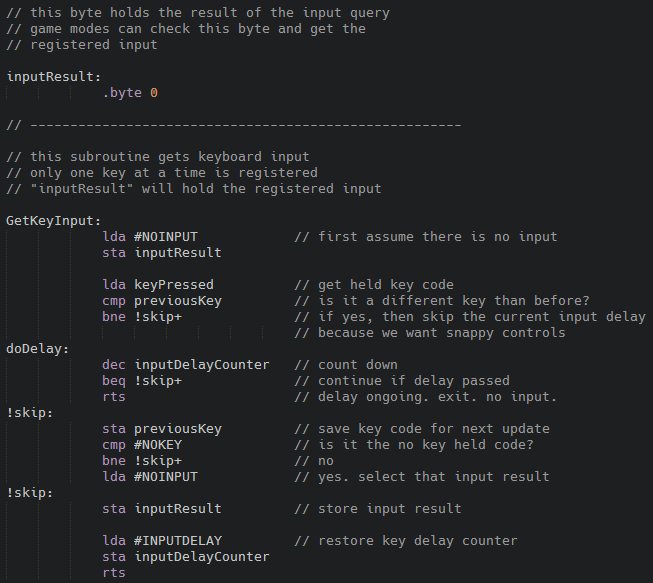 // this byte holds the result of the input query
// game modes can check this byte and get the
// registered input
inputResult:
.byte 0
// ------------------------------------------------------
// this subroutine gets keyboard input
// only one key at a time is registered
// "inputResult" will hold the registered input
GetKeyInput:
lda #NOINPUT // first assume there is no input
sta inputResult
lda keyPressed // get held key code
cmp previousKey // is it a different key than before?
bne !skip+ // if yes, then skip the current input delay
// because we want snappy controls
doDelay:
dec inputDelayCounter // count down
beq !skip+ // continue if delay passed
rts // delay ongoing. exit. no input.
!skip:
sta previousKey // save key code for next update
cmp #NOKEY // is it the no key held code?
bne !skip+ // no
lda #NOINPUT // yes. select that input result
!skip:
sta inputResult // store input result
lda #INPUTDELAY // restore key delay counter
sta inputDelayCounter
rts